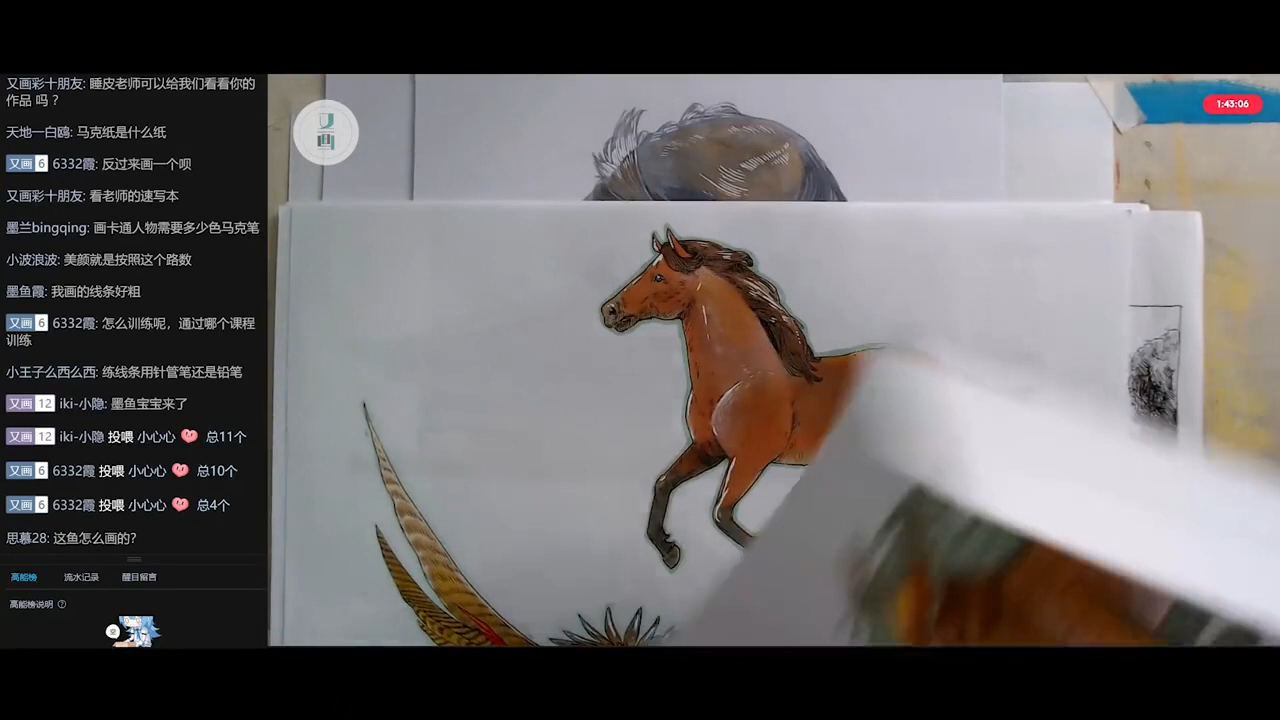 又画彩十朋友: 睡皮老师可以给我们看看你的
作品 吗？
天地一白鸥: 马克纸是什么纸
又画 6 6332霞: 反过来画一个呗
又画彩十朋友: 看老师的速写本
墨兰bingqing: 画卡通人物需要多少色马克笔
小波浪波: 美颜就是按照这个路数
墨鱼霞: 我画的线条好粗
又画 6 6332霞: 怎么训练呢，通过哪个课程
训练
小王子么西么西: 练线条用针管笔还是铅笔
又画 12 iki-小隐: 墨鱼宝宝来了
又画 12 iki-小隐 投喂 小心心 总11个
又画 6 6332霞 投喂 小心心 总10个
又画 6 6332霞 投喂 小心心 总4个
思慕28: 这鱼怎么画的?
高能榜 流水记录 醒目留言
高能榜说明 ?
1:43:06